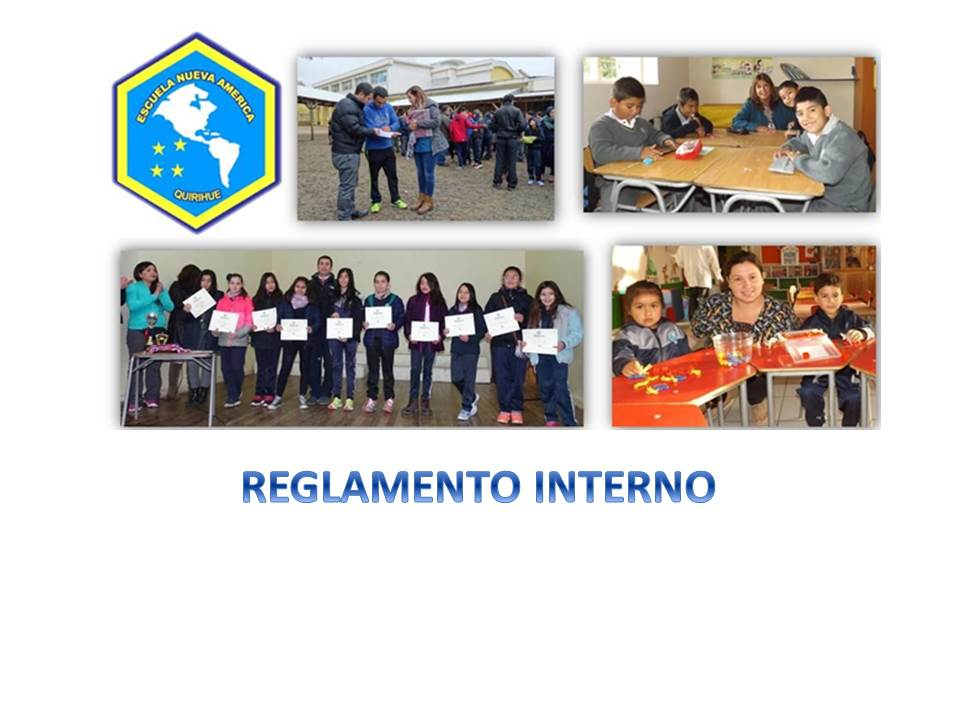 ESCUELA NUEVA AMERICA
QUIRIHUE
REGLAMENTO INTERNO